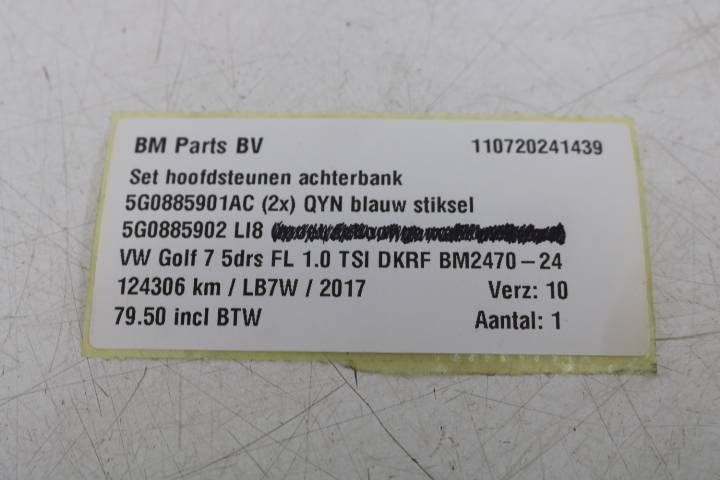 BM Parts BV 110720241439
Set hoofdsteunen achterbank
5G0885901AC (2x) QYN blauw stiksel
5G0885902 LI8
VW Golf 7 5drs FL 1.0 TSI DKRF BM2470-24
124306 km / LB7W / 2017 Verz: 10
79.50 incl BTW Aantal: 1